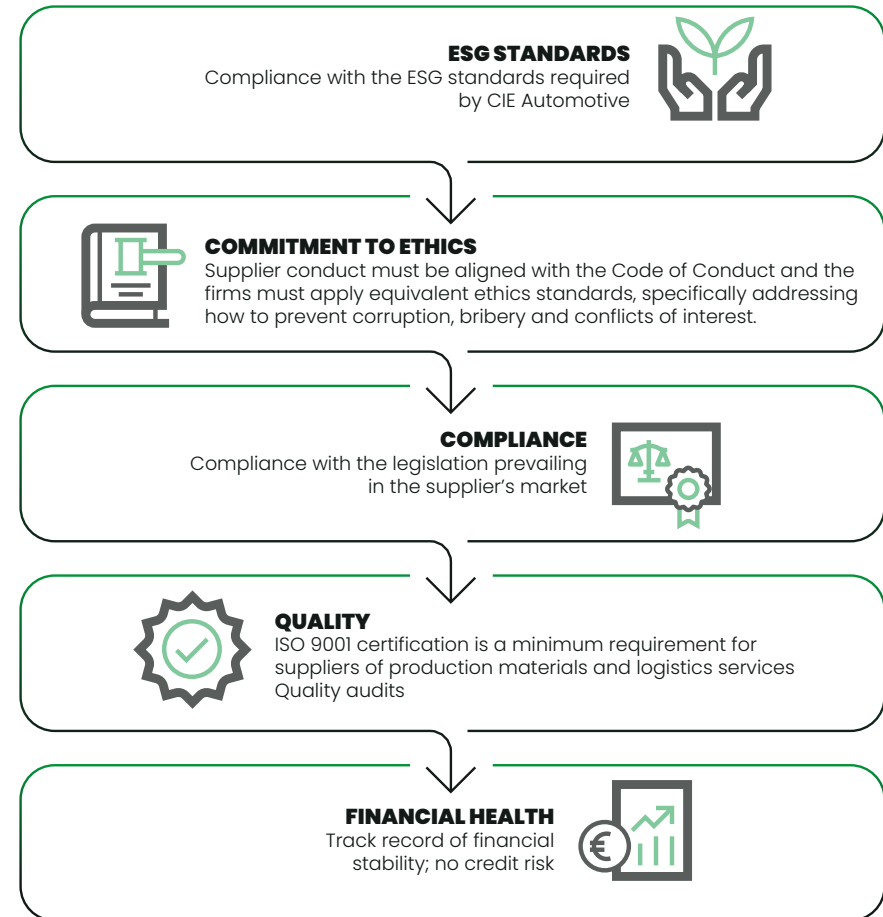 ESG STANDARDS
Compliance with the ESG standards required
by CIE Automotive
COMMITMENT TO ETHICS
Supplier conduct must be aligned with the Code of Conduct and the
firms must apply equivalent ethics standards, specifically addressing
how to prevent corruption, bribery and conflicts of interest.
COMPLIANCE
Compliance with the legislation prevailing
in the supplier’s market
QUALITY
ISO 9001 certification is a minimum requirement for
suppliers of production materials and logistics services
Quality audits
FINANCIAL HEALTH
Track record of financial
stability; no credit risk
€